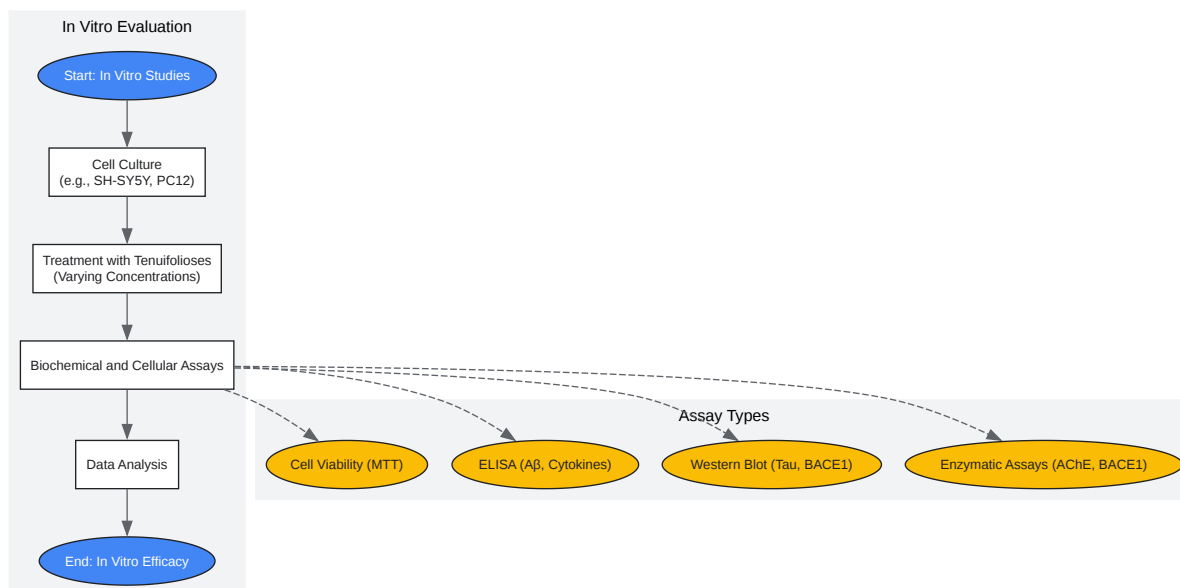 In Vitro Evaluation
Start: In Vitro Studies
Cell Culture
(e.g., SH-SY5Y, PC12)
Treatment with Tenuifolioses
(Varying Concentrations)
Biochemical and Cellular Assays
Assay Types
Cell Viability (MTT)
ELISA (Aβ, Cytokines)
Western Blot (Tau, BACE1)
Enzymatic Assays (AChE, BACE1)
Data Analysis
End: In Vitro Efficacy